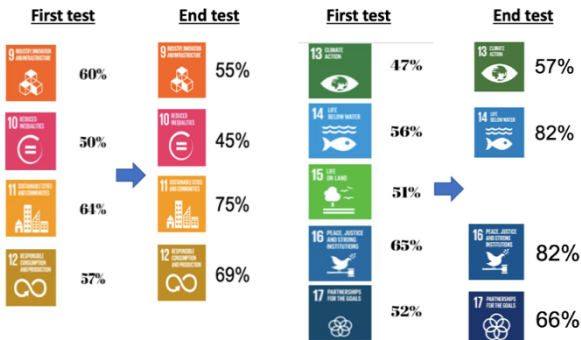 First test
End test
First test
End test
9 INDUSTRY, INNOVATION
AND INFRASTRUCTURE
60%
9 INDUSTRY, INNOVATION
AND INFRASTRUCTURE
55%
10 REDUCED
INEQUALITIES
50%
10 REDUCED
INEQUALITIES
45%
11 SUSTAINABLE CITIES
AND COMMUNITIES
64%
11 SUSTAINABLE CITIES
AND COMMUNITIES
75%
12 RESPONSIBLE
CONSUMPTION
AND PRODUCTION
57%
12 RESPONSIBLE
CONSUMPTION
AND PRODUCTION
69%
13 CLIMATE
ACTION
47%
13 CLIMATE
ACTION
57%
14 LIFE
BELOW WATER
56%
14 LIFE
BELOW WATER
82%
15 LIFE
ON LAND
51%
16 PEACE, JUSTICE
AND STRONG
INSTITUTIONS
65%
16 PEACE, JUSTICE
AND STRONG
INSTITUTIONS
82%
17 PARTNERSHIPS
FOR THE GOALS
52%
17 PARTNERSHIPS
FOR THE GOALS
66%